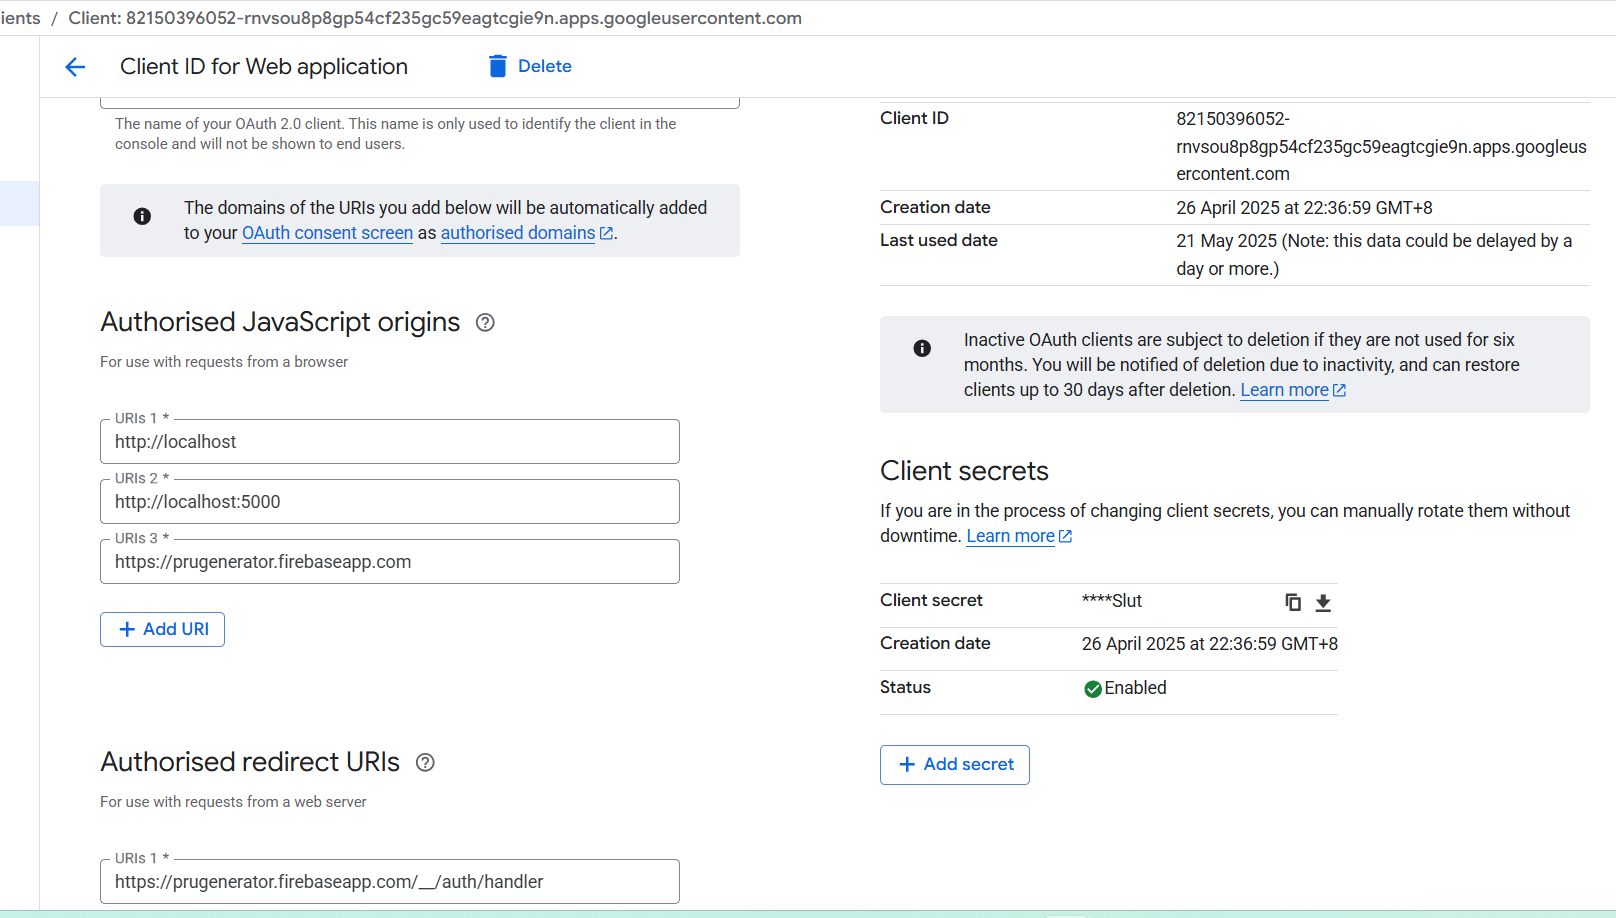 ients / Client: 82150396052-rnvsou8p8gp54cf235gc59eagtcgie9n.apps.googleusercontent.com
Client ID for Web application
Delete
The name of your OAuth 2.0 client. This name is only used to identify the client in the
console and will not be shown to end users.
The domains of the URIs you add below will be automatically added
to your OAuth consent screen as authorised domains.
Authorised JavaScript origins
For use with requests from a browser
URIs 1 *
http://localhost
URIs 2 *
http://localhost:5000
URIs 3 *
https://prugenerator.firebaseapp.com
+ Add URI
Authorised redirect URIs
For use with requests from a web server
URIs 1 *
https://prugenerator.firebaseapp.com/__/auth/handler
Client ID
82150396052-
rnvsou8p8gp54cf235gc59eagtcgie9n.apps.googleus
ercontent.com
Creation date
26 April 2025 at 22:36:59 GMT+8
Last used date
21 May 2025 (Note: this data could be delayed by a
day or more.)
Inactive OAuth clients are subject to deletion if they are not used for six
months. You will be notified of deletion due to inactivity, and can restore
clients up to 30 days after deletion. Learn more
Client secrets
If you are in the process of changing client secrets, you can manually rotate them without
downtime. Learn more
Client secret
****Slut
Creation date
26 April 2025 at 22:36:59 GMT+8
Status
Enabled
+ Add secret